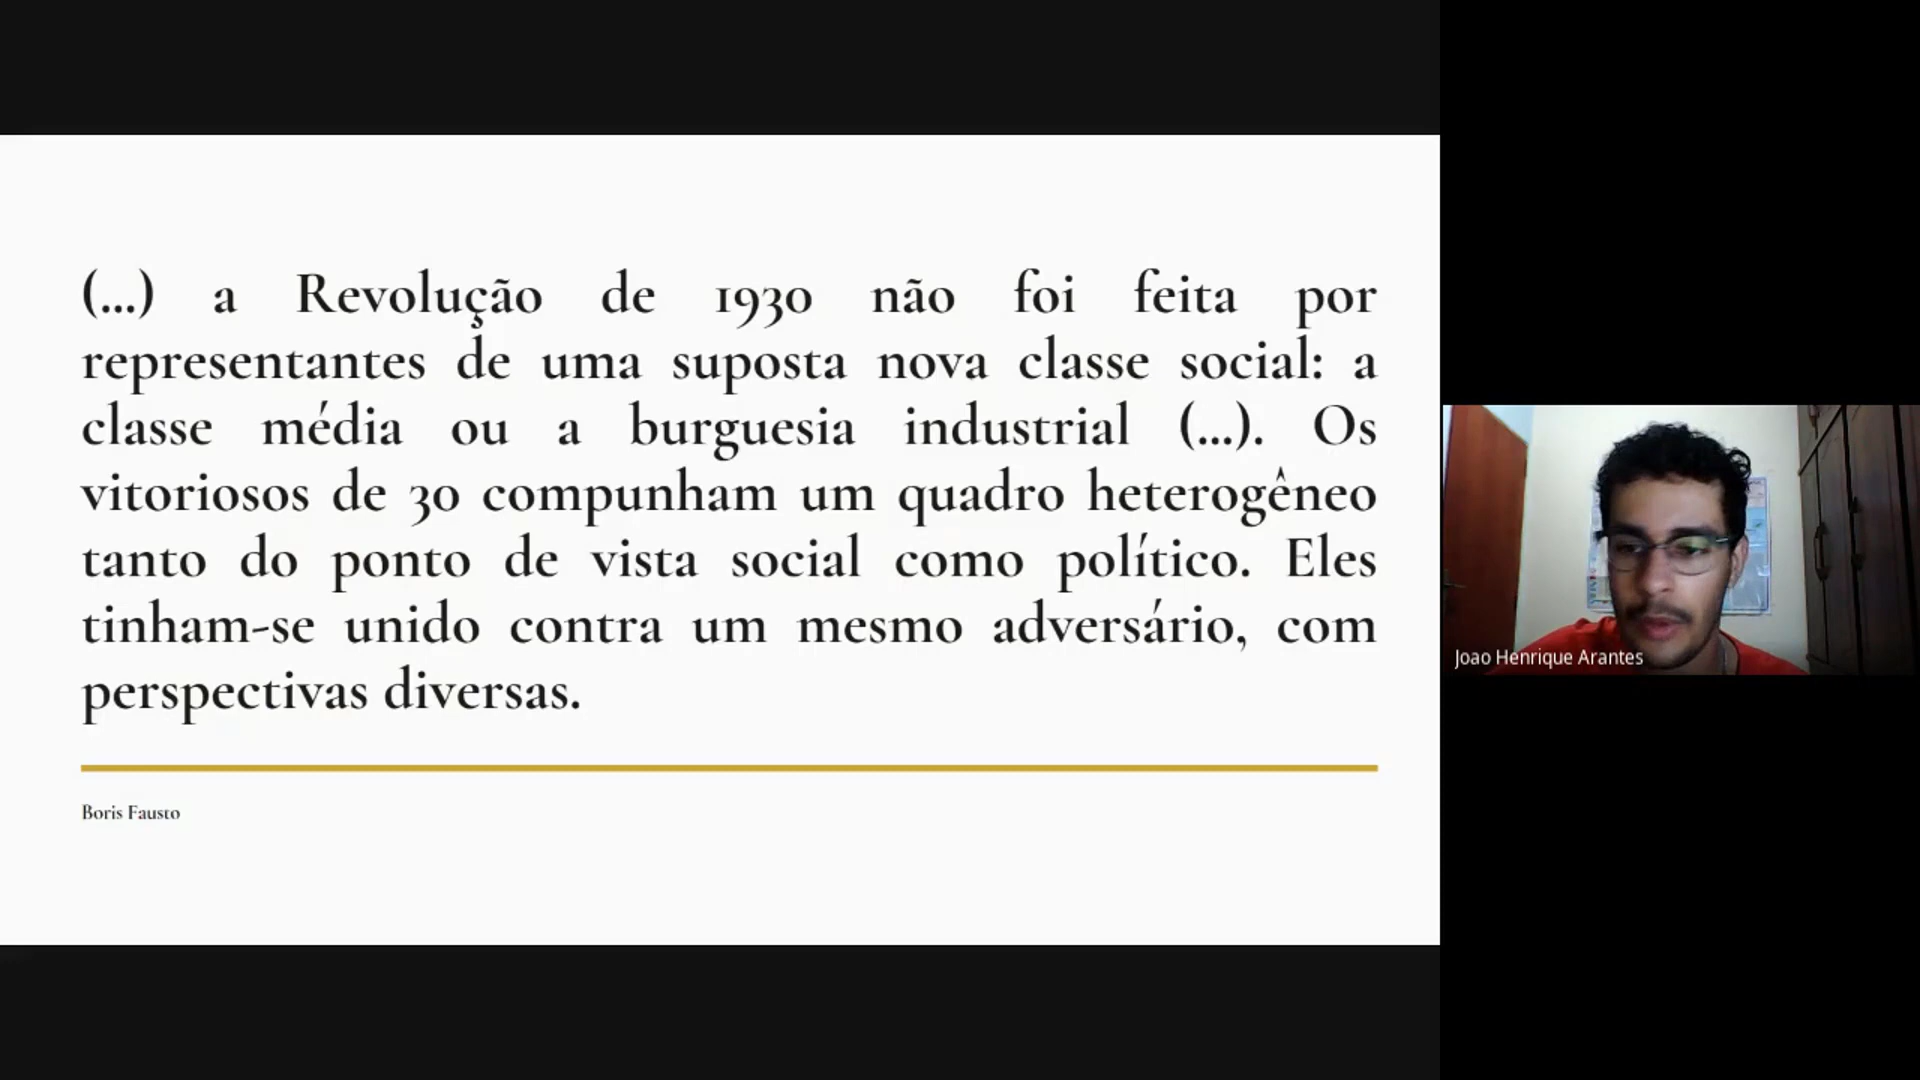 (...) a Revolução de 1930 não foi feita por
representantes de uma suposta nova classe social: a
classe média ou a burguesia industrial (...). Os
vitoriosos de 30 compunham um quadro heterogêneo
tanto do ponto de vista social como político. Eles
tinham-se unido contra um mesmo adversário, com
perspectivas diversas.
Boris Fausto
Joao Henrique Arantes